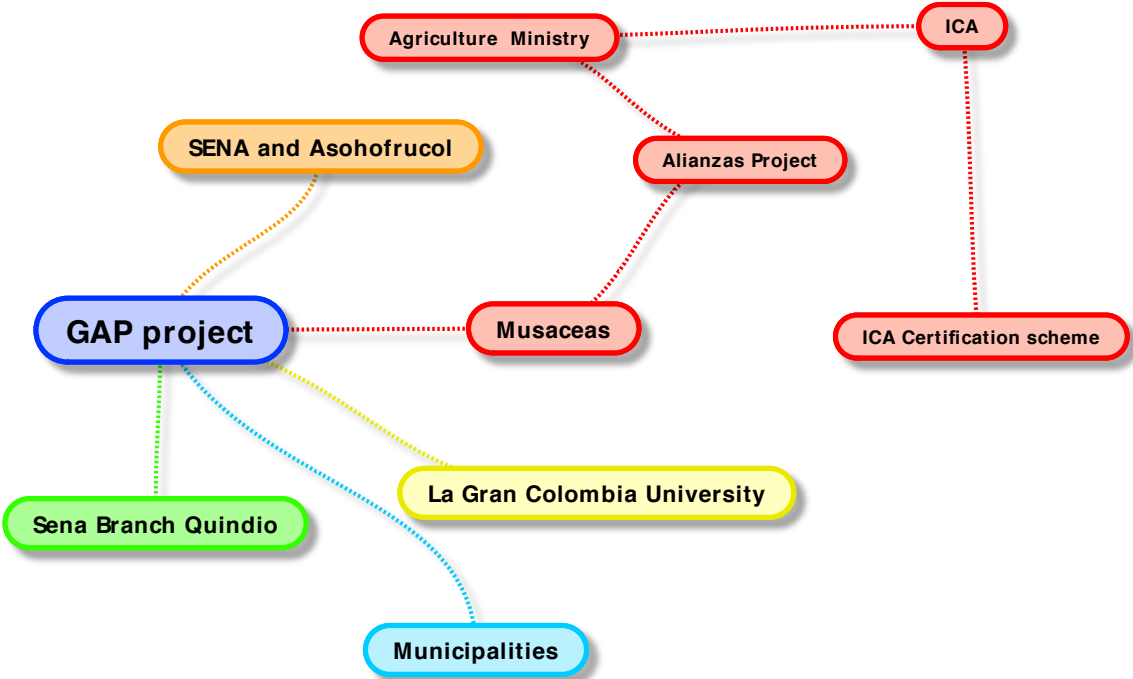 ICA
Agriculture Ministry
SENA and Asohofrucol
Alianzas Project
GAP project
Musaceas
ICA Certification scheme
La Gran Colombia University
Sena Branch Quindio
Municipalities